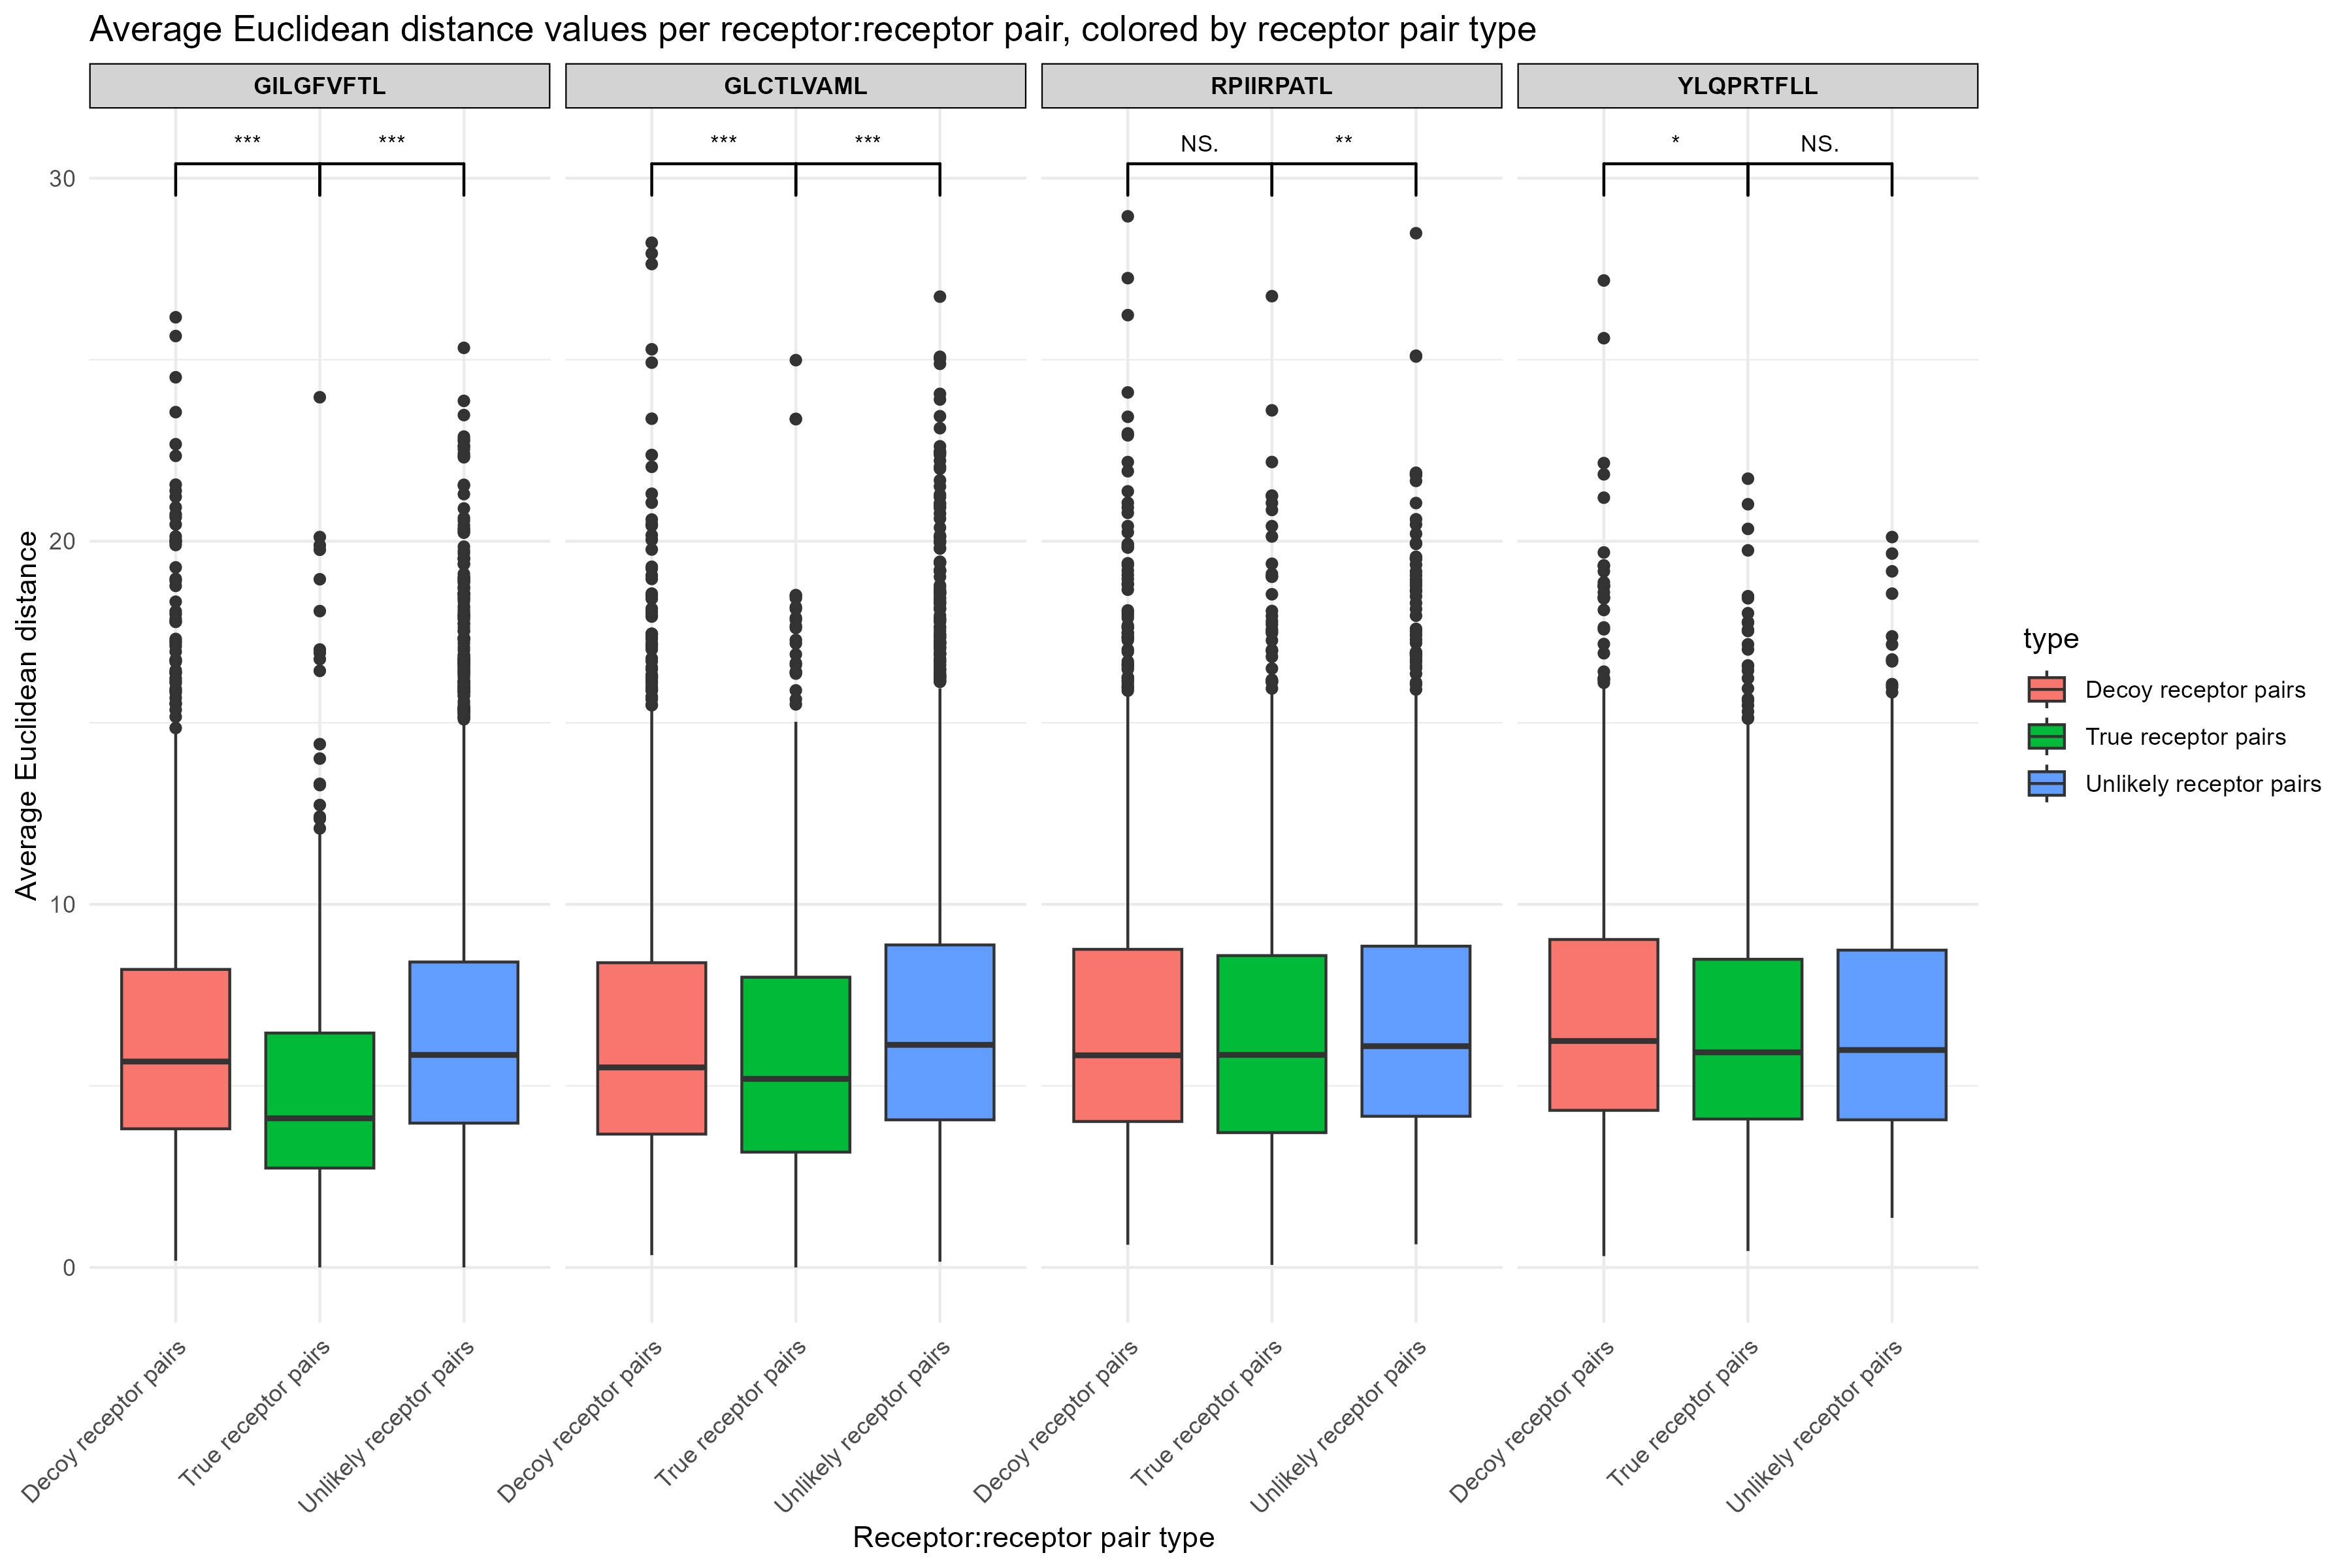 Average Euclidean distance values per receptor:receptor pair, colored by receptor pair type
GILGFVFTL
GLCTLVAML
RPIIRPATL
YLQPRTFLL
*** ***
*** ***
NS. **
* NS.
30
20
10
0
Average Euclidean distance
Decoy receptor pairs
True receptor pairs
Unlikely receptor pairs
Decoy receptor pairs
True receptor pairs
Unlikely receptor pairs
Decoy receptor pairs
True receptor pairs
Unlikely receptor pairs
Decoy receptor pairs
True receptor pairs
Unlikely receptor pairs
Receptor:receptor pair type
type
Decoy receptor pairs
True receptor pairs
Unlikely receptor pairs